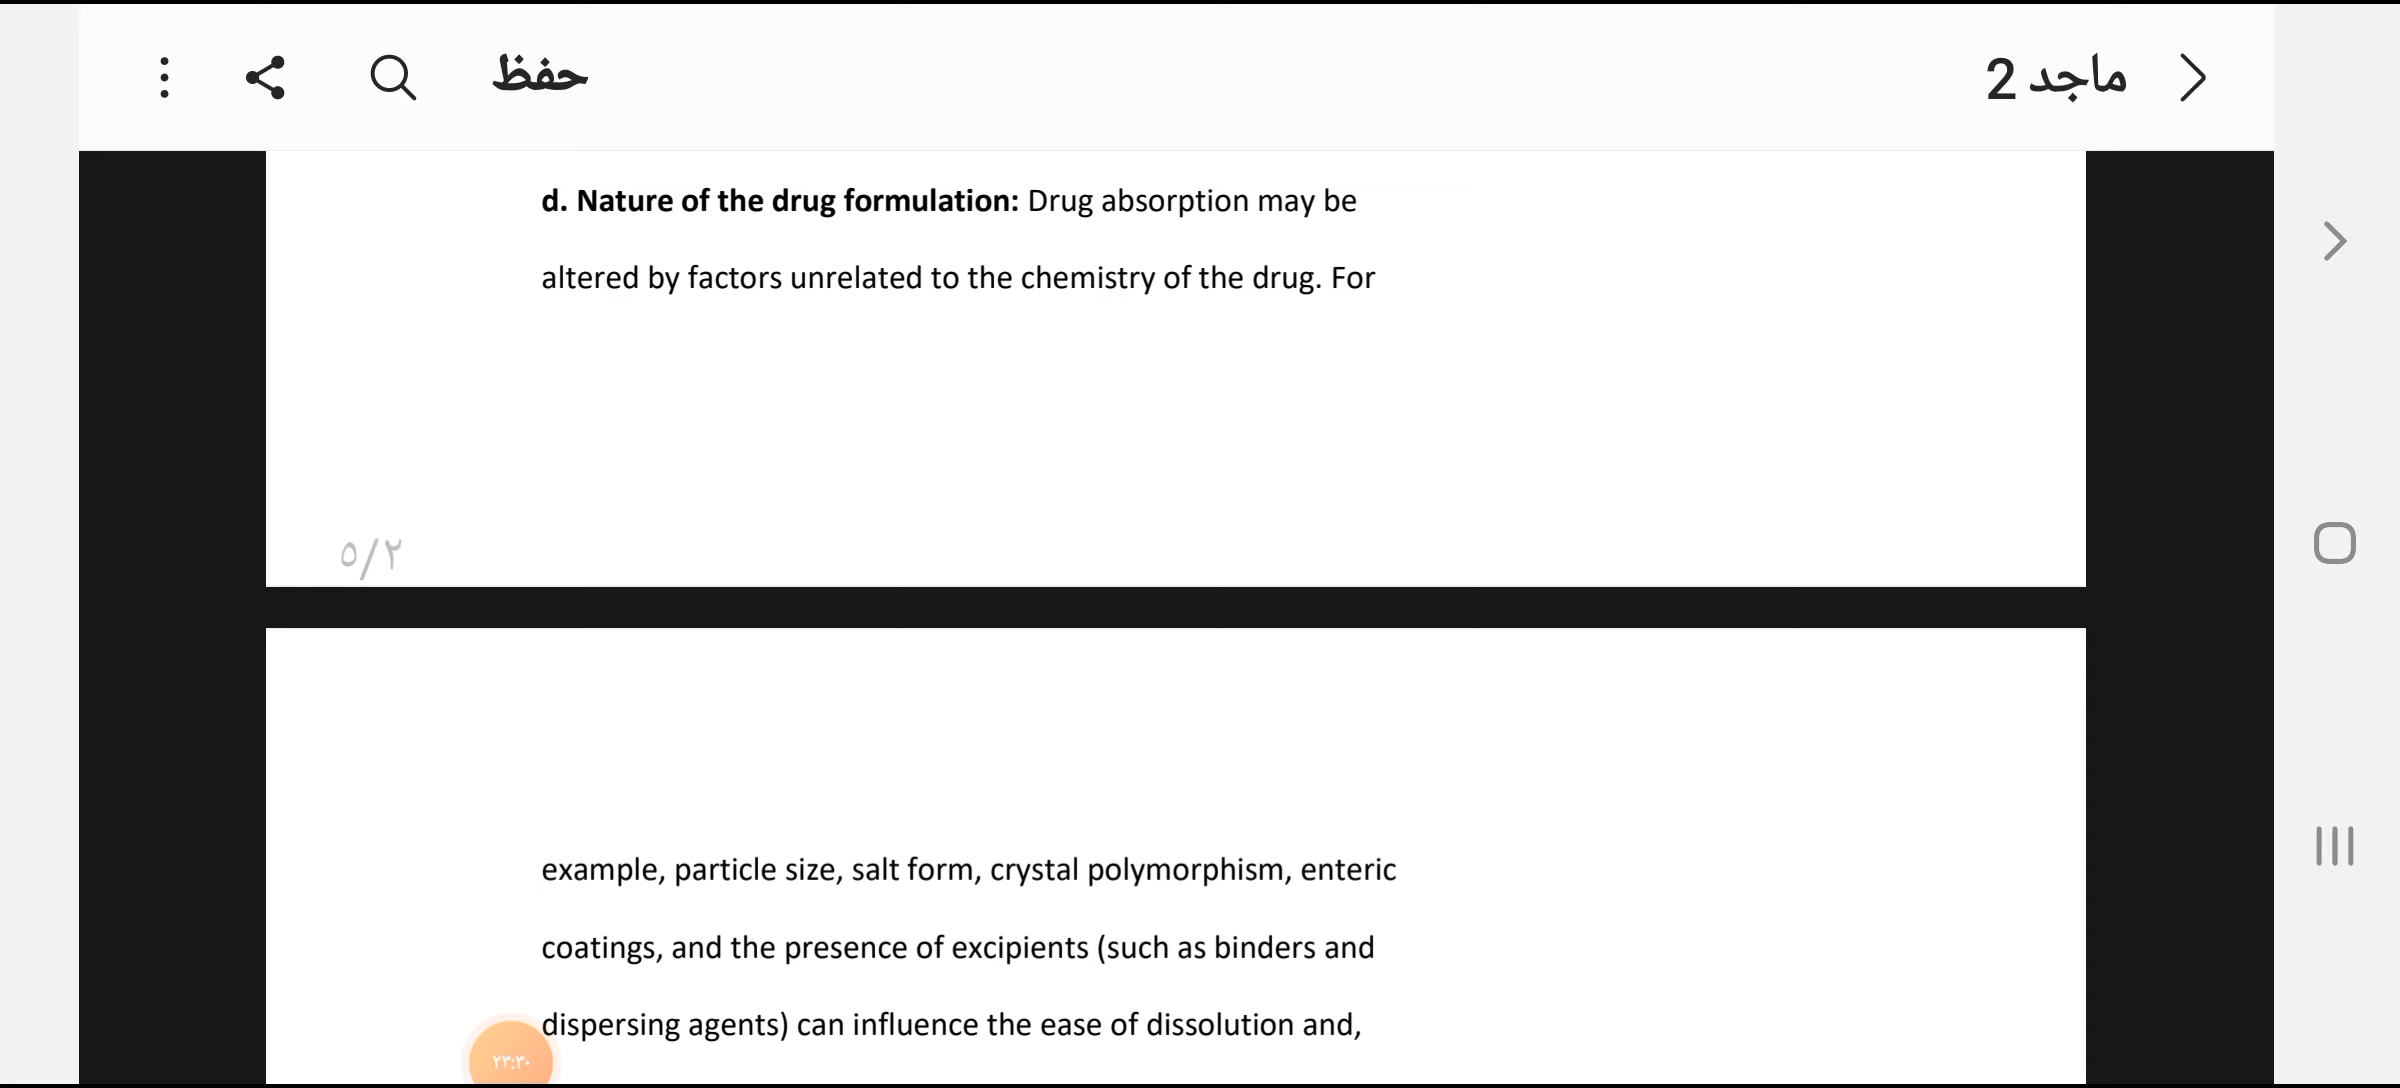 ماجد 2
حفظ
d. Nature of the drug formulation: Drug absorption may be
altered by factors unrelated to the chemistry of the drug. For
٥/٢
example, particle size, salt form, crystal polymorphism, enteric
coatings, and the presence of excipients (such as binders and
dispersing agents) can influence the ease of dissolution and,
٢٣:٣٠